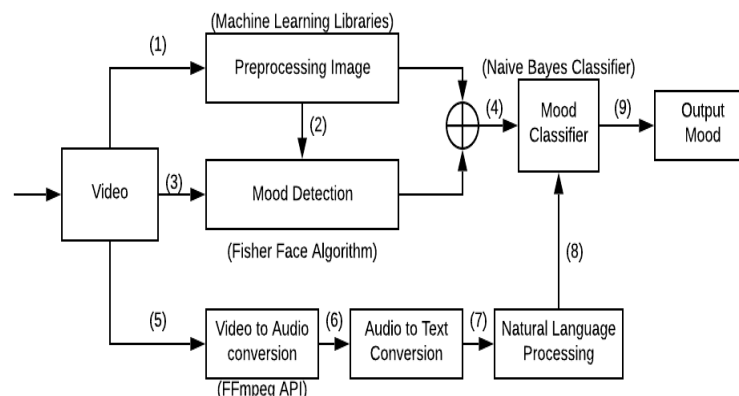 (Machine Learning Libraries)
(1)
Preprocessing Image
(Naive Bayes Classifier)
(2)
(4)
Mood
Classifier
(9)
Output
Mood
Video
(3)
Mood Detection
(Fisher Face Algorithm)
(8)
(5)
Video to Audio
conversion
(6)
Audio to Text
Conversion
(7)
Natural Language
Processing
(FFmpeg API)